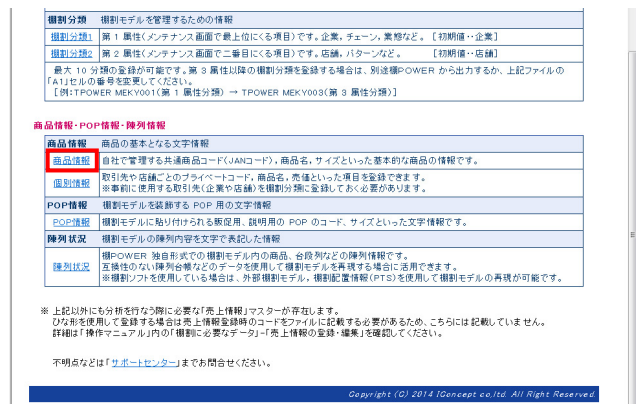 棚割分類 棚割モデルを管理するための情報
棚割分類1 第 1 属性(メンテナンス画面で最上位にくる項目)です。企業，チェーン，業態など。 [初期値・・企業]
棚割分類2 第 2 属性(メンテナンス画面で二番目にくる項目)です。店舗，パターンなど。 [初期値・・店舗]
最大 10 分類の登録が可能です。第 3 属性以降の棚割分類を登録する場合は、別途棚POWER から出力するか、上記ファイルの
「A1」セルの番号を変更してください。
[例：TPOWER MEKY001(第 1 属性分類) → TPOWER MEKY003(第 3 属性分類)]
商品情報・POP情報・陳列情報
商品情報 商品の基本となる文字情報
商品情報 自社で管理する共通商品コード(JANコード)，商品名，サイズといった基本的な商品の情報です。
個別情報 取引先や店舗ごとのプライベートコード，商品名，売価といった項目を登録できます。
※事前に使用する取引先(企業や店舗)を棚割分類に登録しておく必要があります。
POP情報 棚割モデルを装飾する POP 用の文字情報
POP情報 棚割モデルに貼り付けられる販促用、説明用の POP のコード、サイズといった文字情報です。
陳列状況 棚割モデルの陳列内容を文字で表記した情報
陳列状況 棚POWER 独自形式での棚割モデル内の商品、台段列などの陳列情報です。
互換性のない陳列台帳などのデータを使用して棚割モデルを再現する場合に活用できます。
※棚割ソフトを使用している場合は、外部棚割モデル，棚割配置情報(PTS)を使用して棚割モデルの再現が可能です。
※ 上記以外にも分析を行なう際に必要な「売上情報」マスターが存在します。
ひな形を使用して登録する場合は売上情報登録時のコードをファイルに記載する必要があるため、こちらには記載していません。
詳細は「操作マニュアル」内の「棚割に必要なデータ」-「売上情報の登録・編集」を確認してください。
不明点などは「サポートセンター」までお問合せください。
Copyright (C) 2014 IConcept co,ltd. All Right Reserved.